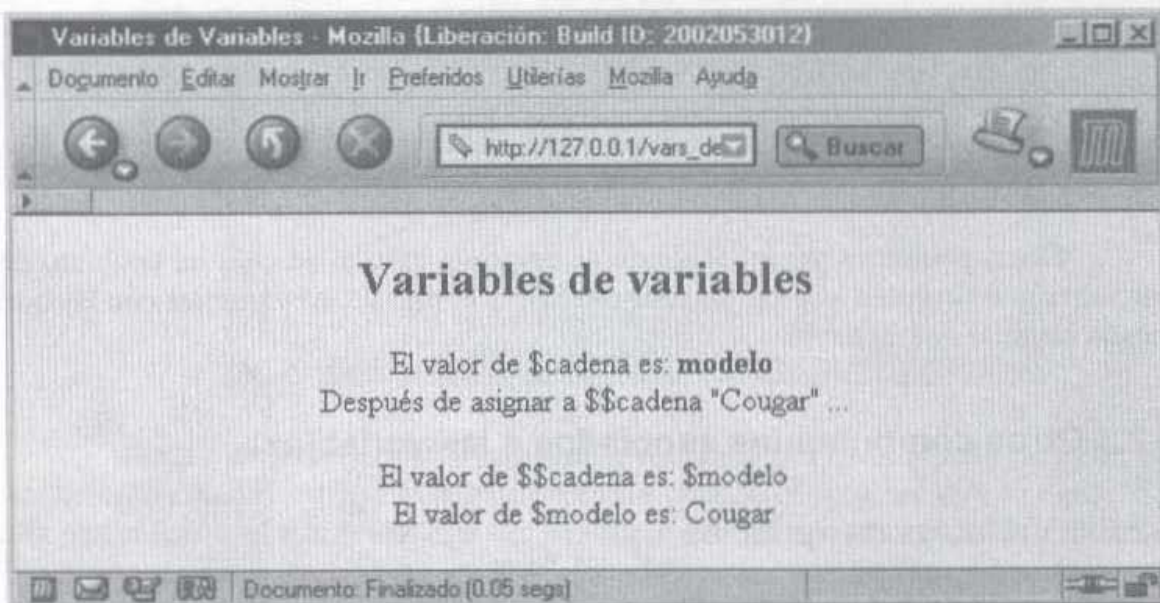 Variables de Variables - Mozilla {Liberación: Build ID: 2002053012}
Documento Editar Mostrar Ir Preferidos Utilerías Mozilla Ayuda
http://127.0.0.1/vars_de
Buscar
Variables de variables
El valor de $cadena es: modelo
Después de asignar a $$cadena "Cougar" ...
El valor de $$cadena es: $modelo
El valor de $modelo es: Cougar
Documento: Finalizado (0.05 segs)